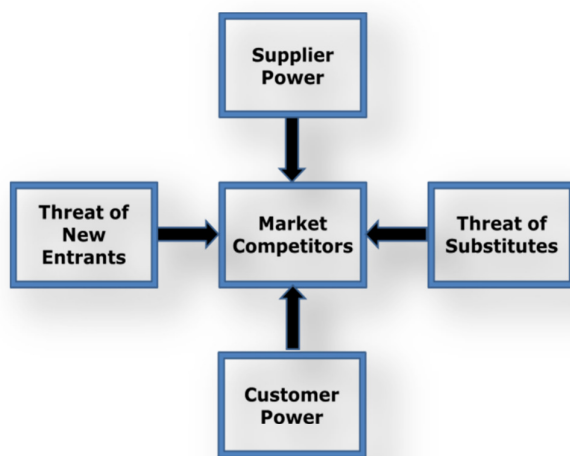 Supplier
Power
Threat of
New
Entrants
Market
Competitors
Threat of
Substitutes
Customer
Power